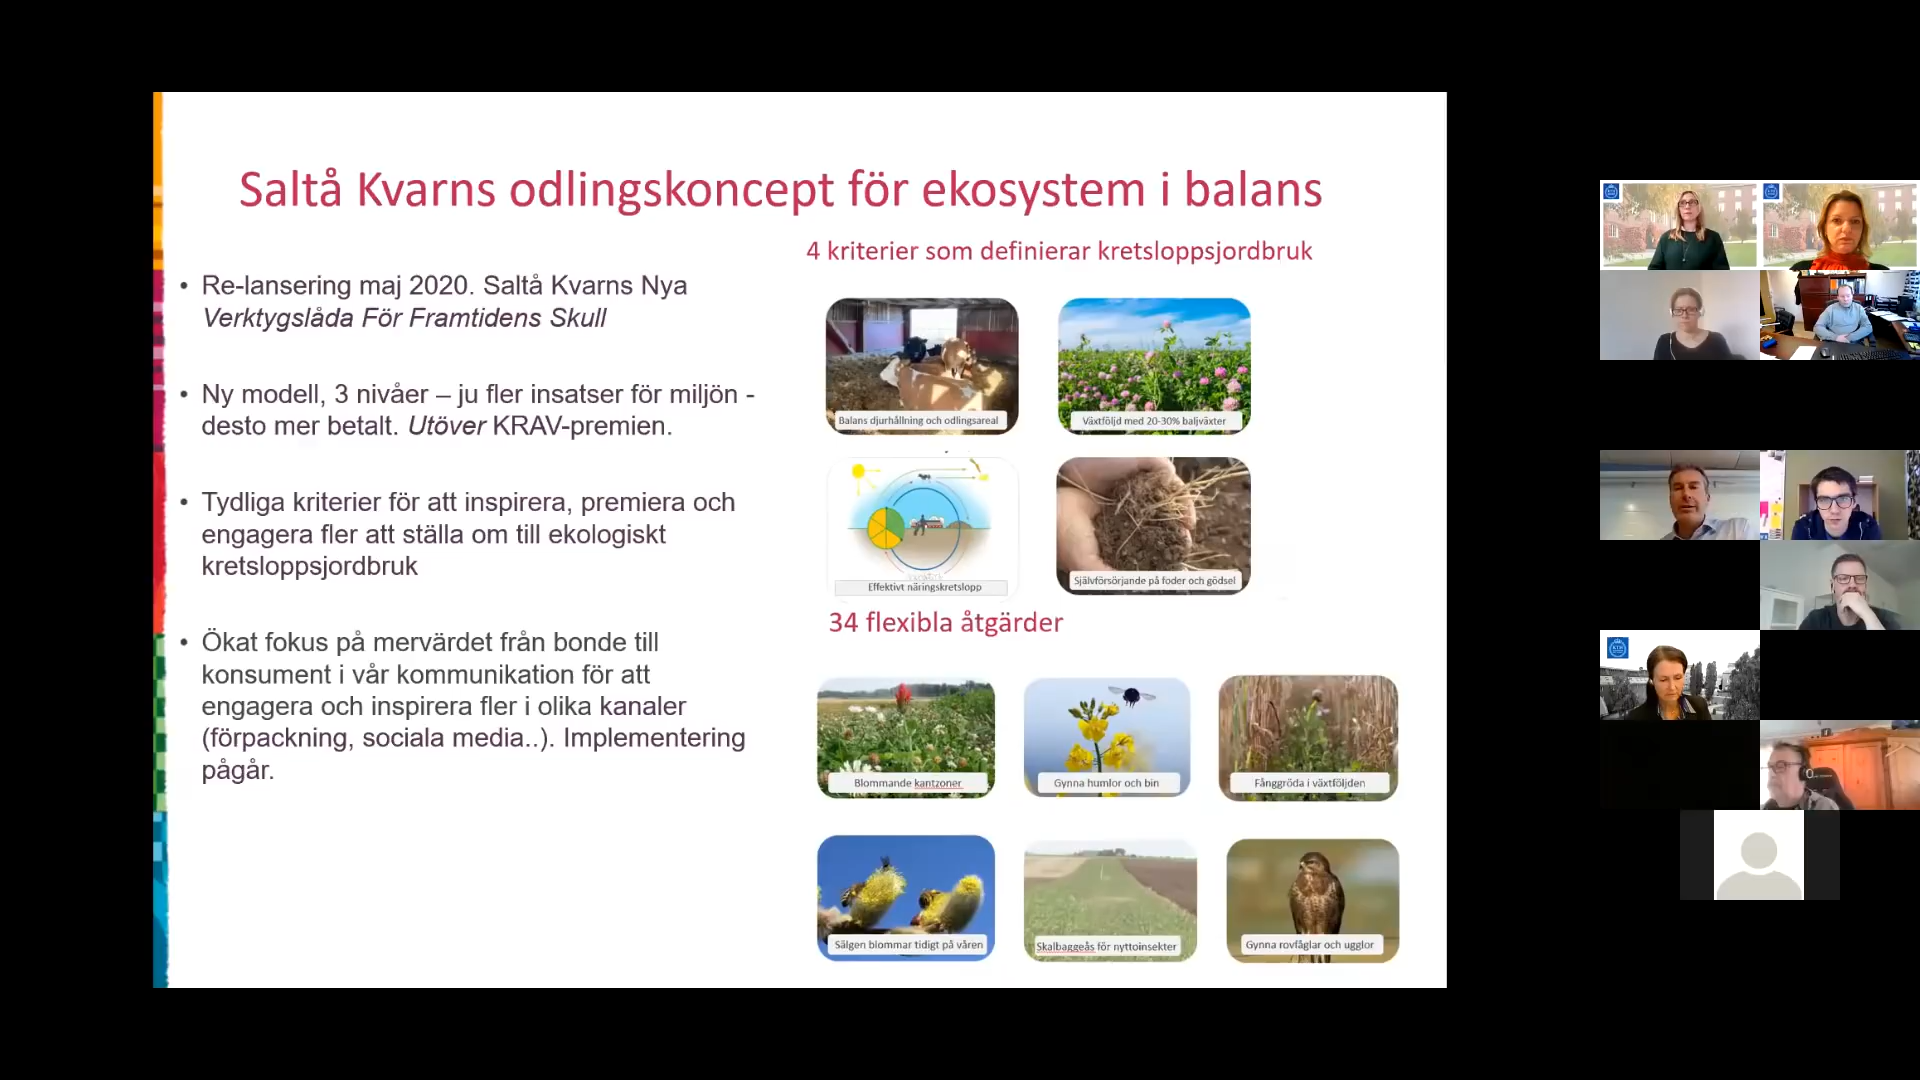 Saltå Kvarns odlingskoncept för ekosystem i balans
• Re-lansering maj 2020. Saltå Kvarns Nya
Verktygslåda För Framtidens Skull
• Ny modell, 3 nivåer – ju fler insatser för miljön -
desto mer betalt. Utöver KRAV-premien.
• Tydliga kriterier för att inspirera, premiera och
engagera fler att ställa om till ekologiskt
kretsloppsjordbruk
• Ökat fokus på mervärdet från bonde till
konsument i vår kommunikation för att
engagera och inspirera fler i olika kanaler
(förpackning, sociala media..). Implementering
pågår.
4 kriterier som definierar kretsloppsjordbruk
Balans djurhållning och odlingsareal
Växtföljd med 20-30% baljväxter
Effektivt näringskretslopp
Självförsörjande på foder och gödsel
34 flexibla åtgärder
Blommande kantzoner
Gynna humlor och bin
Fånggröda i växtföljden
Sälgen blommar tidigt på våren
Skalbaggeås för nyttoinsekter
Gynna rovfåglar och ugglor